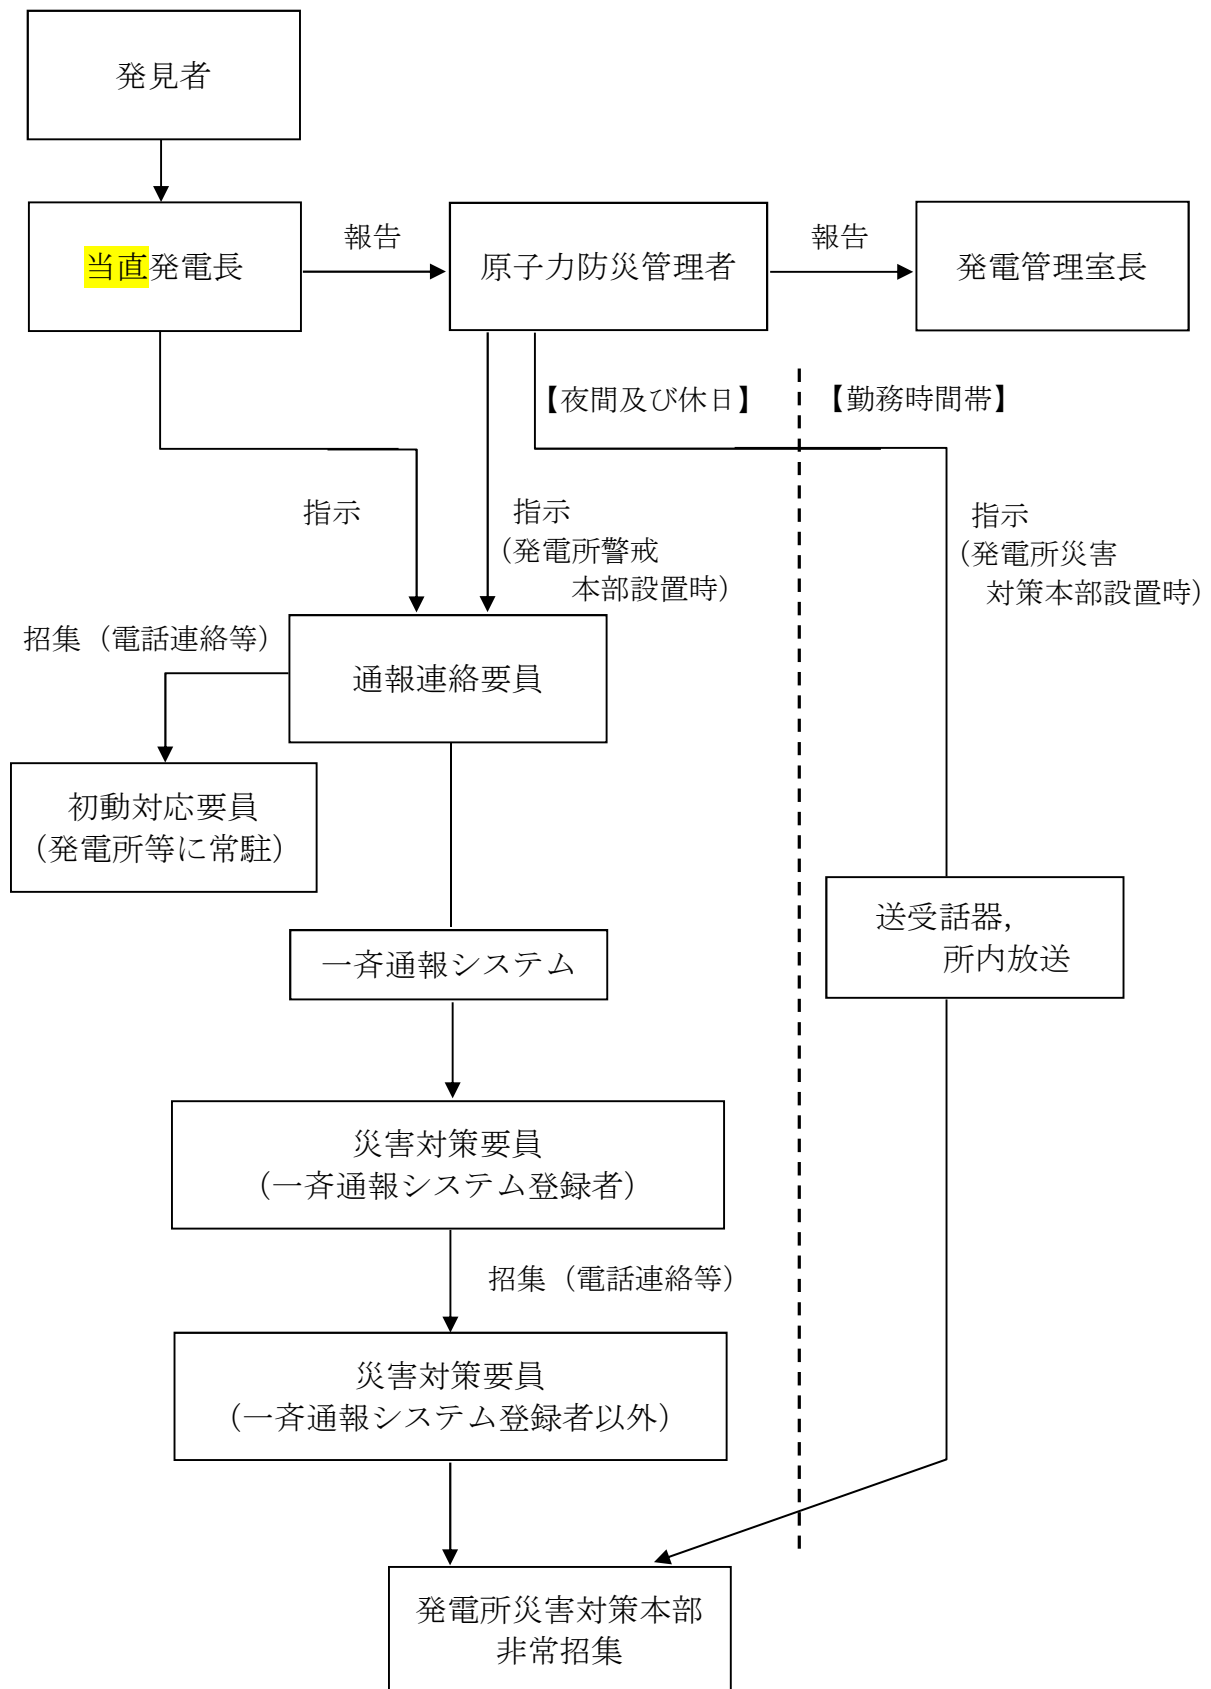 発見者
当直発電長
報告
原子力防災管理者
報告
発電管理室長
【夜間及び休日】
【勤務時間帯】
指示
指示
（発電所警戒
本部設置時）
指示
（発電所災害
対策本部設置時）
招集（電話連絡等）
通報連絡要員
初動対応要員
（発電所等に常駐）
送受話器，
所内放送
一斉通報システム
災害対策要員
（一斉通報システム登録者）
招集（電話連絡等）
災害対策要員
（一斉通報システム登録者以外）
発電所災害対策本部
非常招集